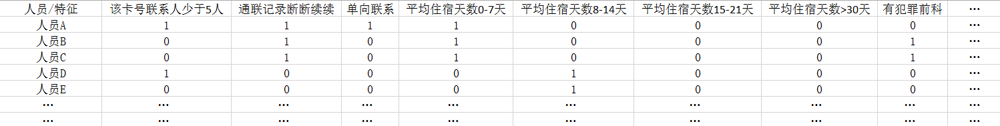 人员/特征 该卡号联系人少于5人 通联记录断断续续 单向联系 平均住宿天数0-7天 平均住宿天数8-14天 平均住宿天数15-21天 平均住宿天数>30天 有犯罪前科 …
人员A 1 1 1 1 0 0 0 0 …
人员B 0 1 0 1 0 0 0 1 …
人员C 0 1 0 1 0 0 0 1 …
人员D 1 0 0 0 1 0 0 0 …
人员E 0 0 0 0 1 0 0 0 …
… … … … … … … … … …
… … … … … … … … … …